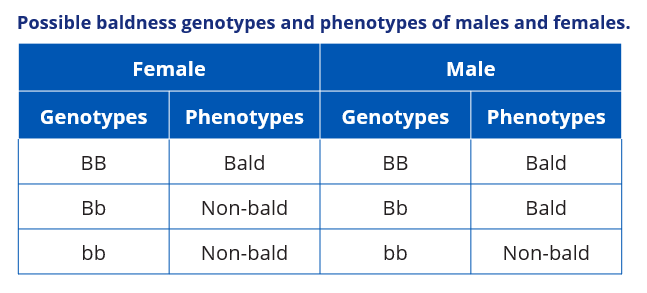 Possible baldness genotypes and phenotypes of males and females.
Female Male
Genotypes Phenotypes Genotypes Phenotypes
BB Bald BB Bald
Bb Non-bald Bb Bald
bb Non-bald bb Non-bald